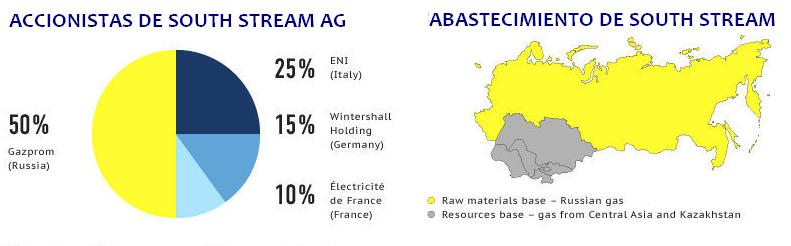 ACCIONISTAS DE SOUTH STREAM AG
50%
Gazprom
(Russia)
25%
ENI
(Italy)
15%
Wintershall
Holding
(Germany)
10%
Électricité
de France
(France)
ABASTECIMIENTO DE SOUTH STREAM
Raw materials base – Russian gas
Resources base – gas from Central Asia and Kazakhstan